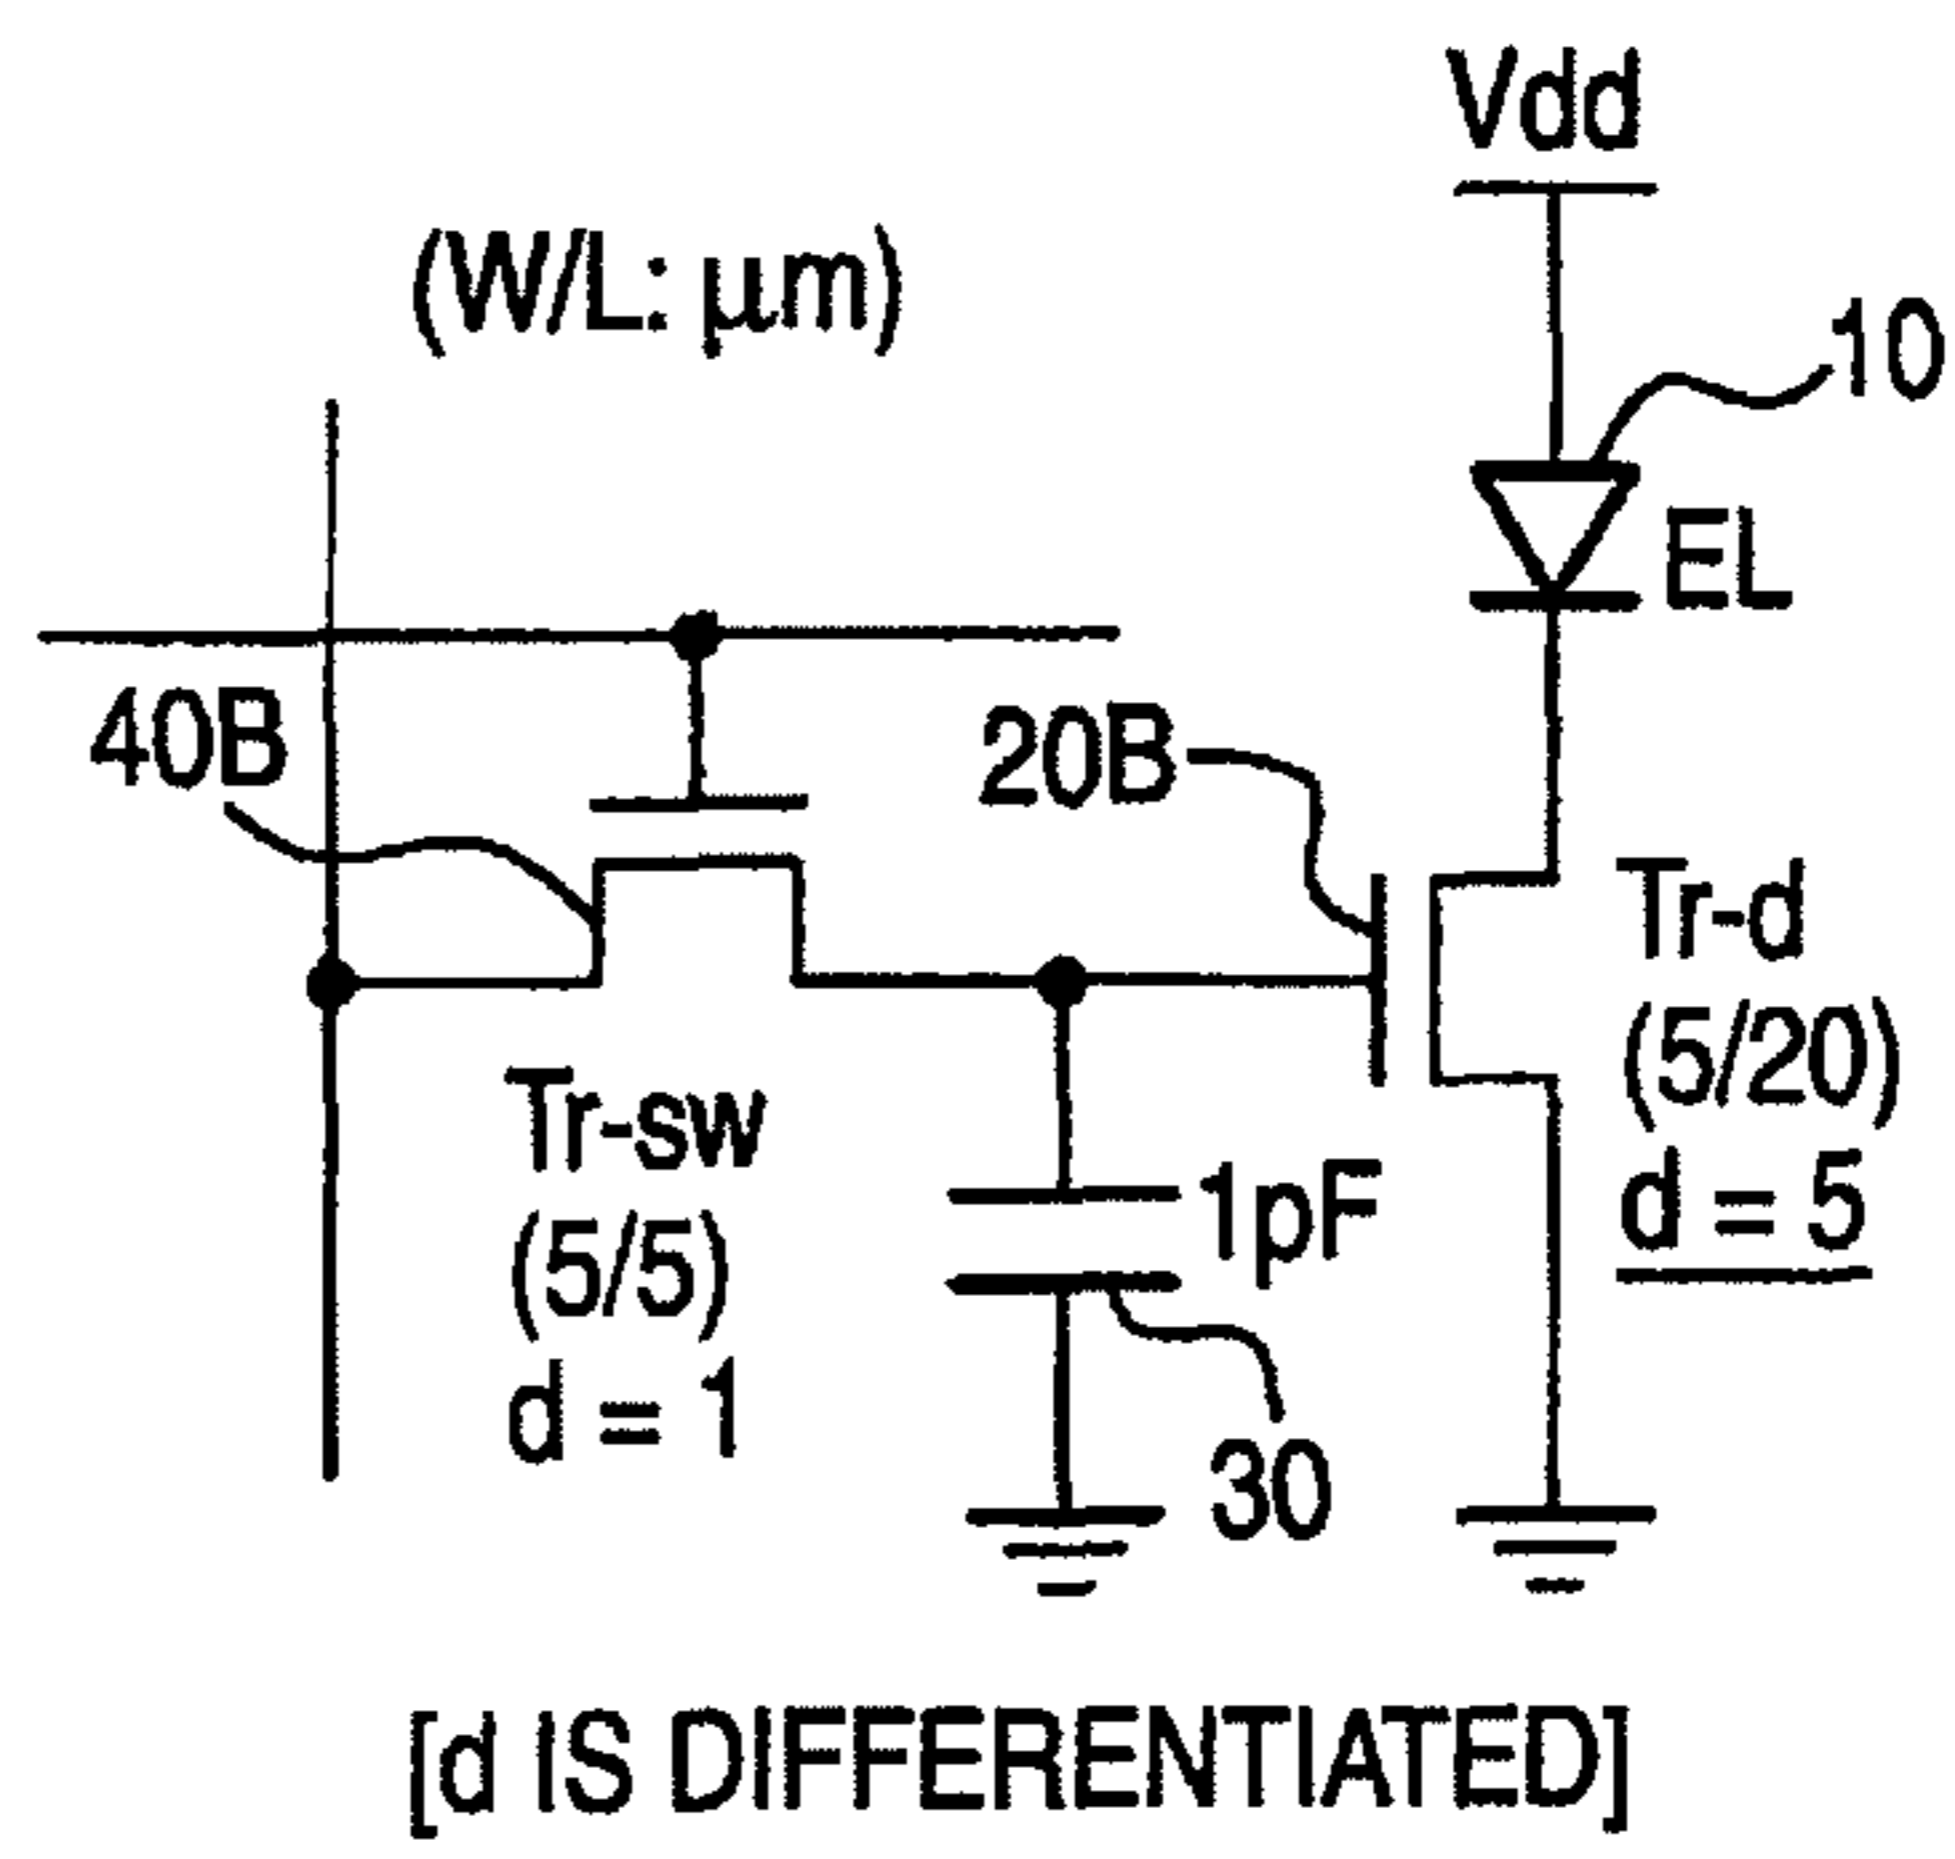 Vdd
(W/L: μm)
10
EL
40B
20B
Tr-d
(5/20)
d = 5
Tr-sw
(5/5)
d = 1
1pF
30
[d IS DIFFERENTIATED]